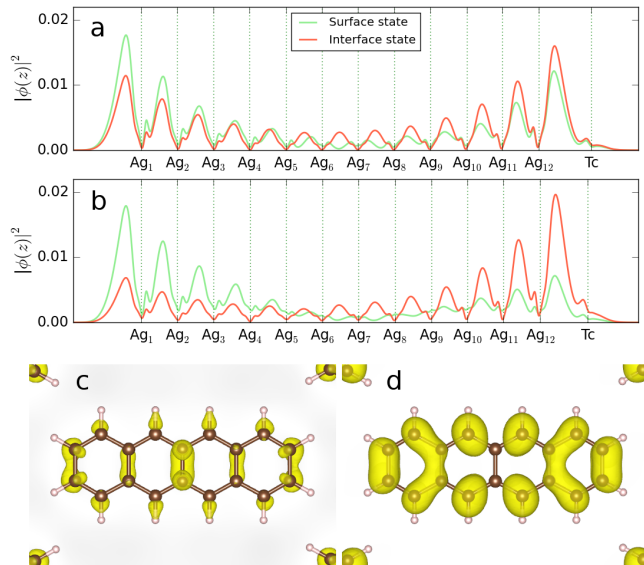 a
Surface state
Interface state
|ϕ(z)|²
0.02
0.01
0.00
Ag₁ Ag₂ Ag₃ Ag₄ Ag₅ Ag₆ Ag₇ Ag₈ Ag₉ Ag₁₀ Ag₁₁ Ag₁₂ Tc
b
|ϕ(z)|²
0.02
0.01
0.00
Ag₁ Ag₂ Ag₃ Ag₄ Ag₅ Ag₆ Ag₇ Ag₈ Ag₉ Ag₁₀ Ag₁₁ Ag₁₂ Tc
c d